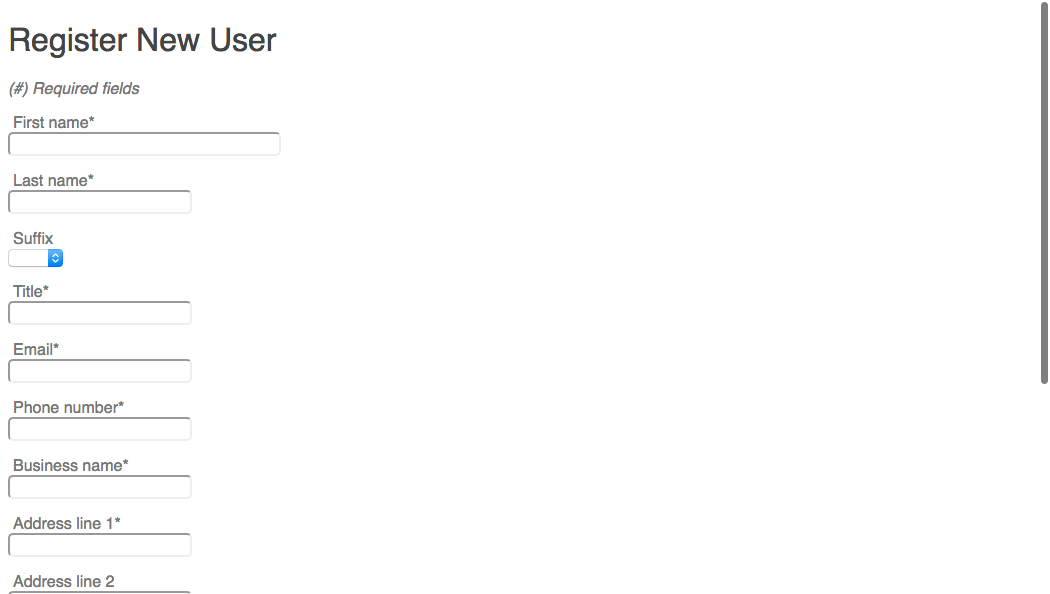 Register New User
(#) Required fields
First name*
Last name*
Suffix
Title*
Email*
Phone number*
Business name*
Address line 1*
Address line 2